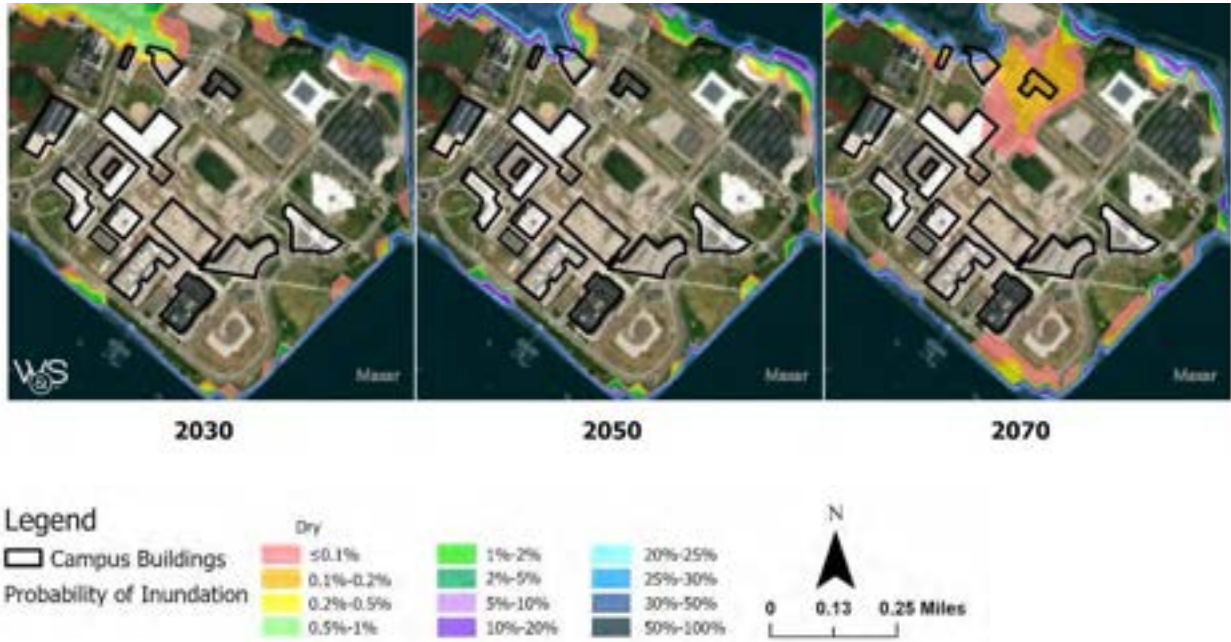 W&S
Maxar
Maxar
Maxar
2030
2050
2070
Legend
Campus Buildings
Probability of Inundation
Dry
≤0.1%
0.1%-0.2%
0.2%-0.5%
0.5%-1%
1%-2%
2%-5%
5%-10%
10%-20%
20%-25%
25%-30%
30%-50%
50%-100%
N
0 0.13 0.25 Miles